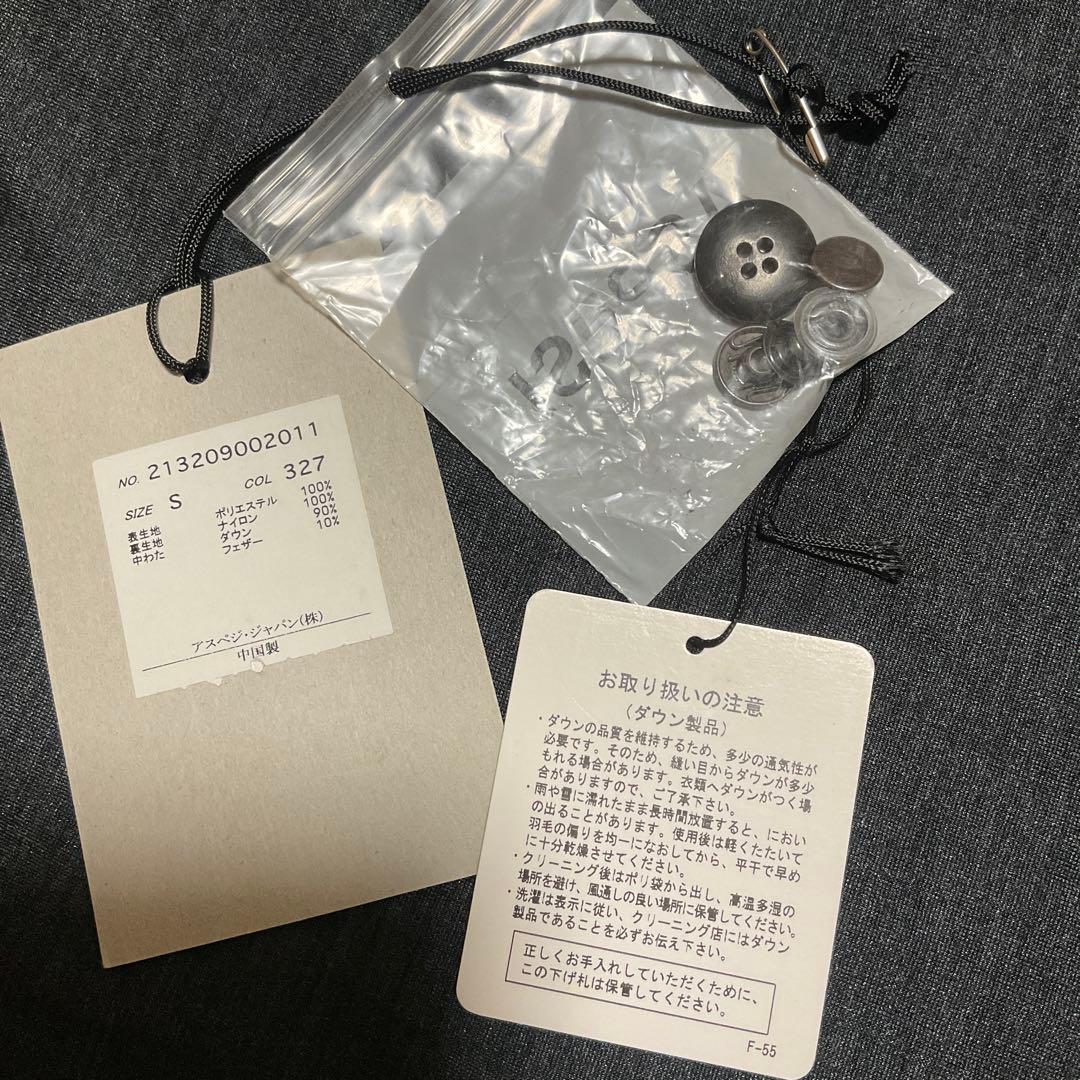 NO. 213209002011
SIZE S COL 327
表生地 ポリエステル 100%
裏生地 ナイロン 100%
中わた ダウン 90%
フェザー 10%
アスペジ・ジャパン(株)
中国製
お取り扱いの注意
(ダウン製品)
・ダウンの品質を維持するため、多少の通気性が
必要です。そのため、縫い目からダウンが多少
もれる場合があります。衣類へダウンがつく場
合がありますので、ご了承下さい。
・雨や雪に濡れたまま長時間放置すると、におい
の出ることがあります。使用後は軽くたたいて
羽毛の偏りを均一になおしてから、平干で早め
に十分乾燥させてください。
・クリーニング後はポリ袋から出し、高温多湿の
場所を避け、風通しの良い場所に保管してください。
・洗濯は表示に従い、クリーニング店にはダウン
製品であることを必ずお伝え下さい。
正しくお手入れしていただくために、
この下げ札は保管してください。
F-55